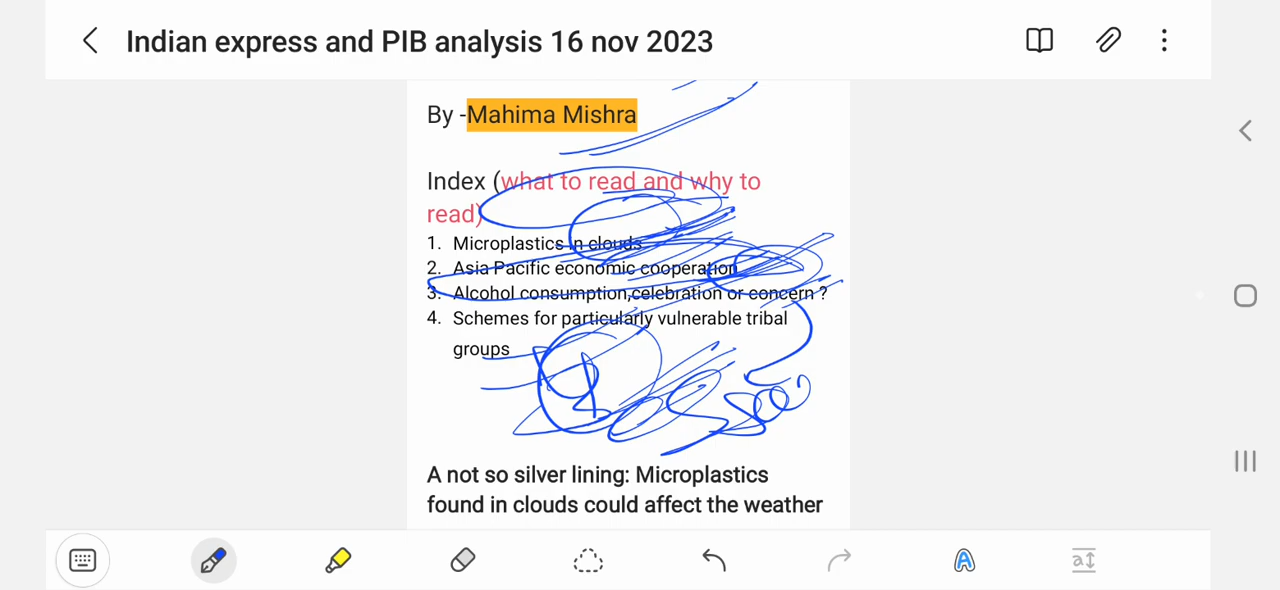 Indian express and PIB analysis 16 nov 2023
By -Mahima Mishra
Index (what to read and why to
read)
1. Microplastics in clouds
2. Asia Pacific economic cooperation
3. Alcohol consumption,celebration or concern ?
4. Schemes for particularly vulnerable tribal
groups
A not so silver lining: Microplastics
found in clouds could affect the weather